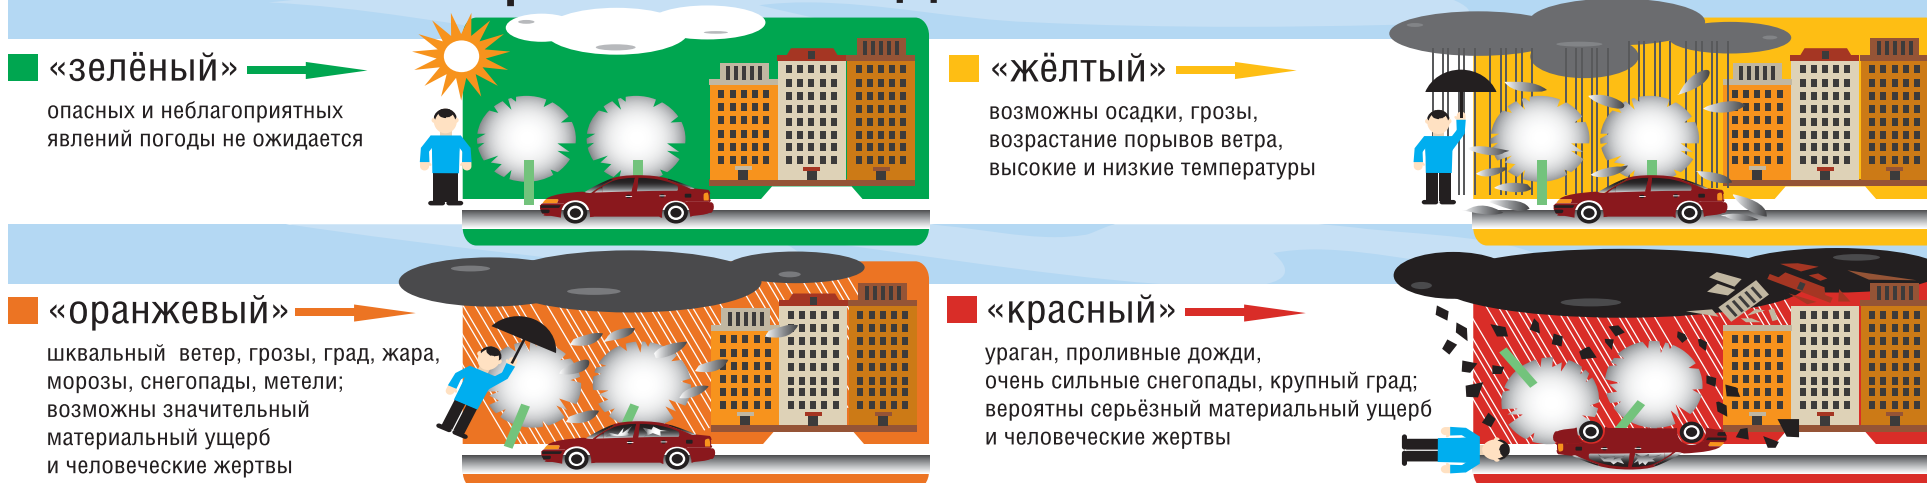 «зелёный»
опасных и неблагоприятных
явлений погоды не ожидается
«жёлтый»
возможны осадки, грозы,
возрастание порывов ветра,
высокие и низкие температуры
«оранжевый»
шквальный ветер, грозы, град, жара,
морозы, снегопады, метели;
возможны значительный
материальный ущерб
и человеческие жертвы
«красный»
ураган, проливные дожди,
очень сильные снегопады, крупный град;
вероятны серьёзный материальный ущерб
и человеческие жертвы